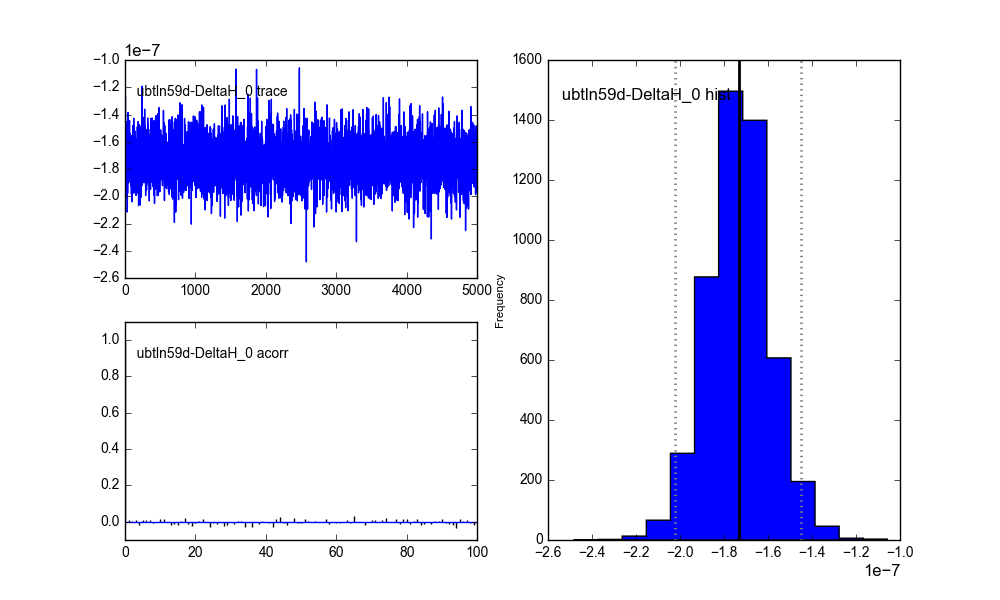 1e−7
−1.0
−1.2
−1.4
−1.6
−1.8
−2.0
−2.2
−2.4
−2.6
ubtln59d-DeltaH_0 trace
0 1000 2000 3000 4000 5000
1.0
0.8
0.6
0.4
0.2
0.0
ubtln59d-DeltaH_0 acorr
0 20 40 60 80 100
Frequency
1600
1400
1200
1000
800
600
400
200
0
ubtln59d-DeltaH_0 hist
−2.6 −2.4 −2.2 −2.0 −1.8 −1.6 −1.4 −1.2 −1.0
1e−7